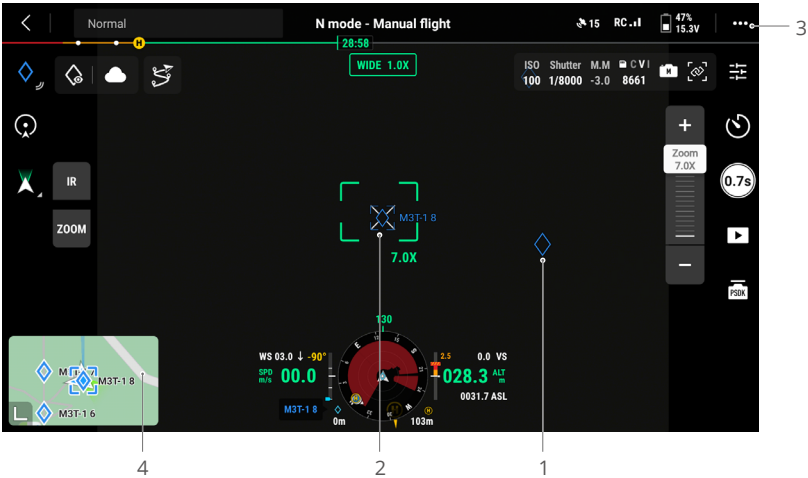 Normal
N mode - Manual flight
15 RC 47% 15.3V
3
H
28:58
WIDE 1.0X
ISO Shutter M.M C V I
100 1/8000 -3.0 8661
M
+
Zoom
7.0X
IR
0.7s
M3T-1 8
ZOOM
7.0X
−
PSDK
130
WS 03.0 ↓ -90° 2.5 0.0 VS
SPD m/s 00.0 028.3 ALT m
0031.7 ASL
E S W
M3T-1 8
M3T-1 6
M3T-1 8
0m H 103m
4 2 1